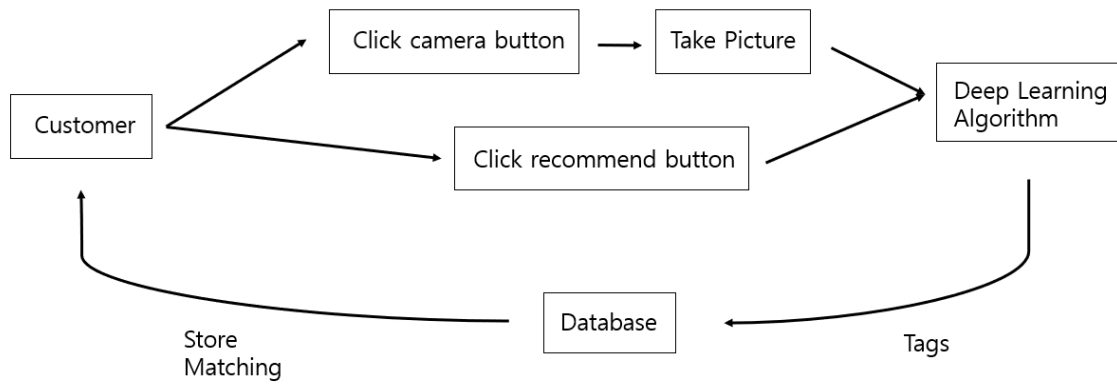 Click camera button
Take Picture
Customer
Deep Learning
Algorithm
Click recommend button
Database
Store
Matching
Tags